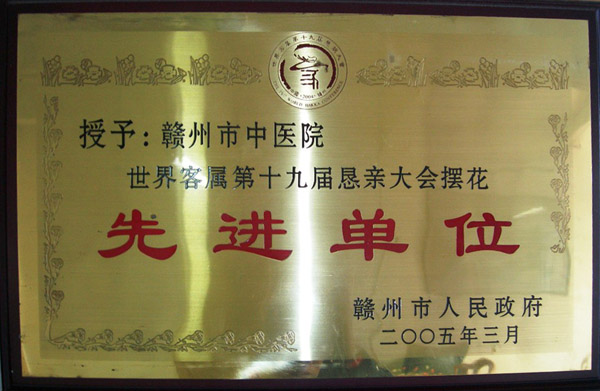 授予：赣州市中医院
世界客属第十九届恳亲大会摆花
先进单位
赣州市人民政府
二〇〇五年三月